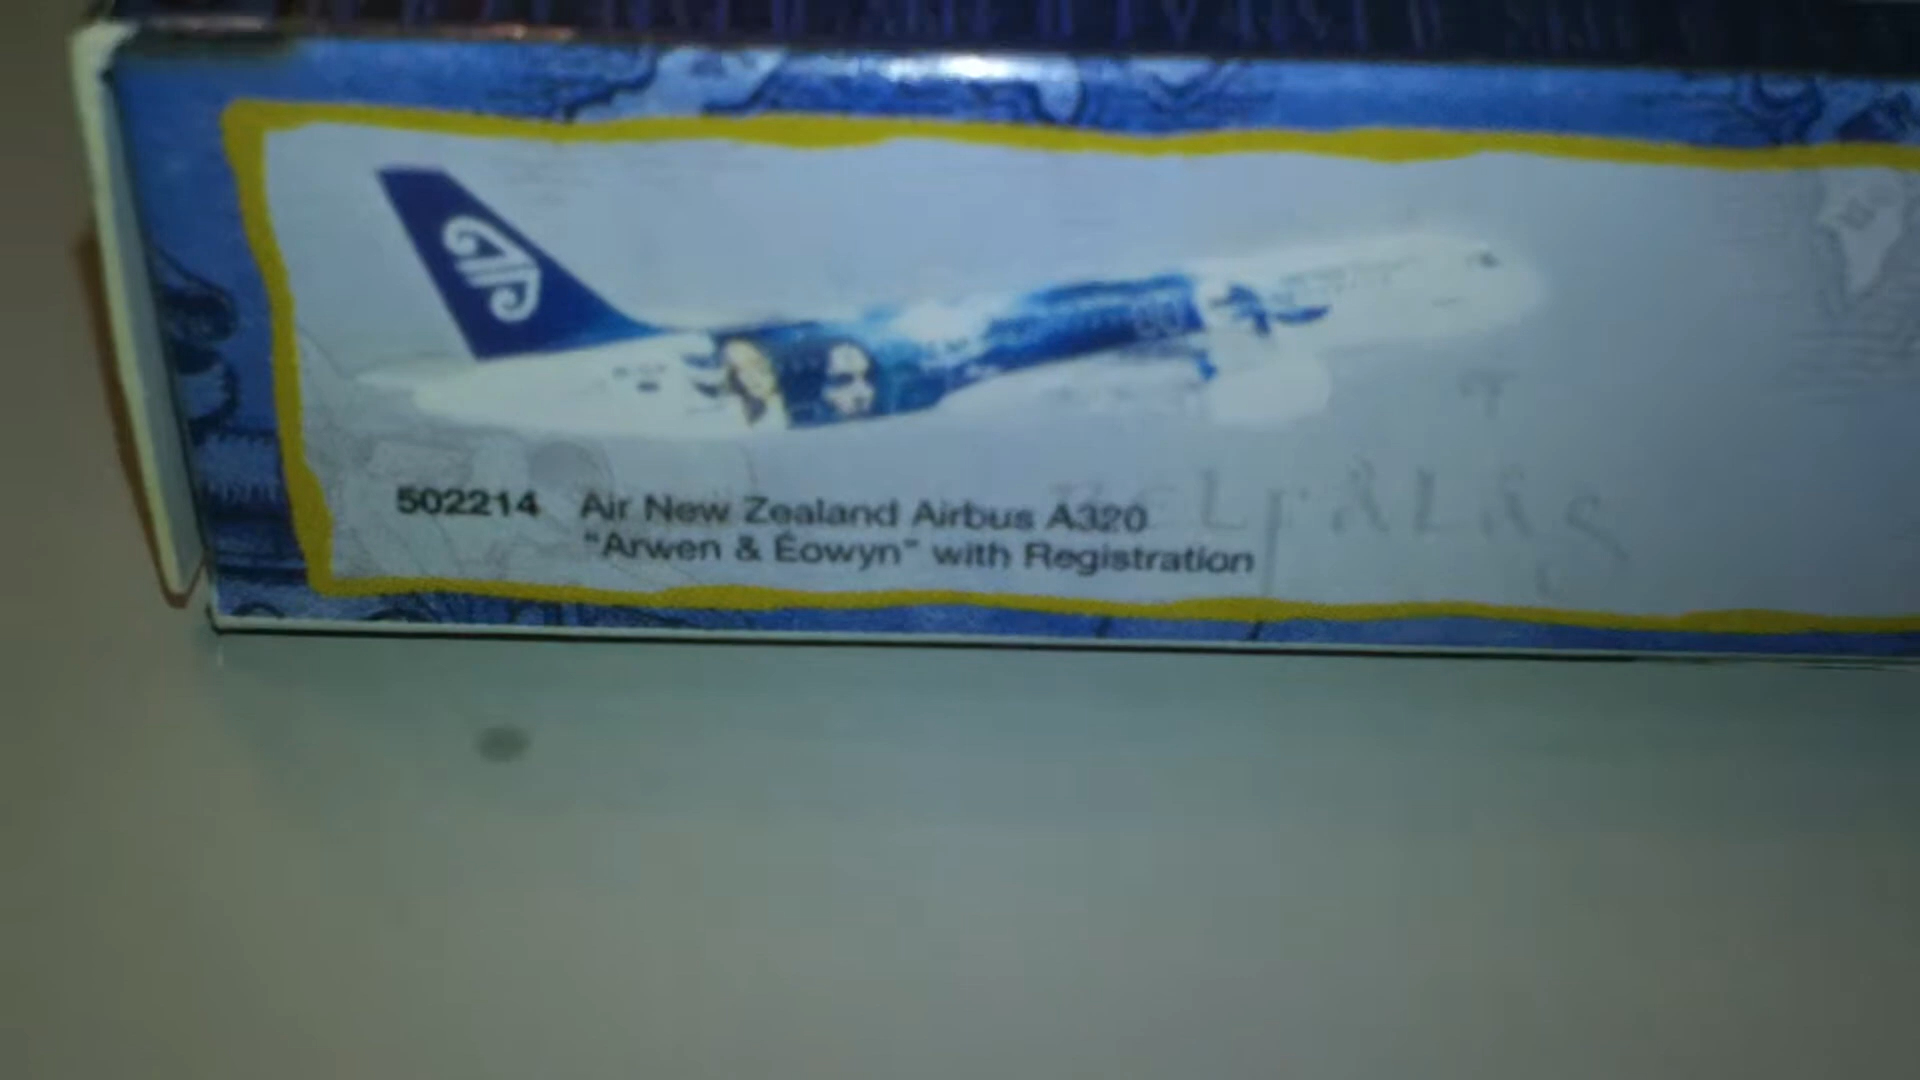 502214 Air New Zealand Airbus A320
"Arwen & Éowyn" with Registration